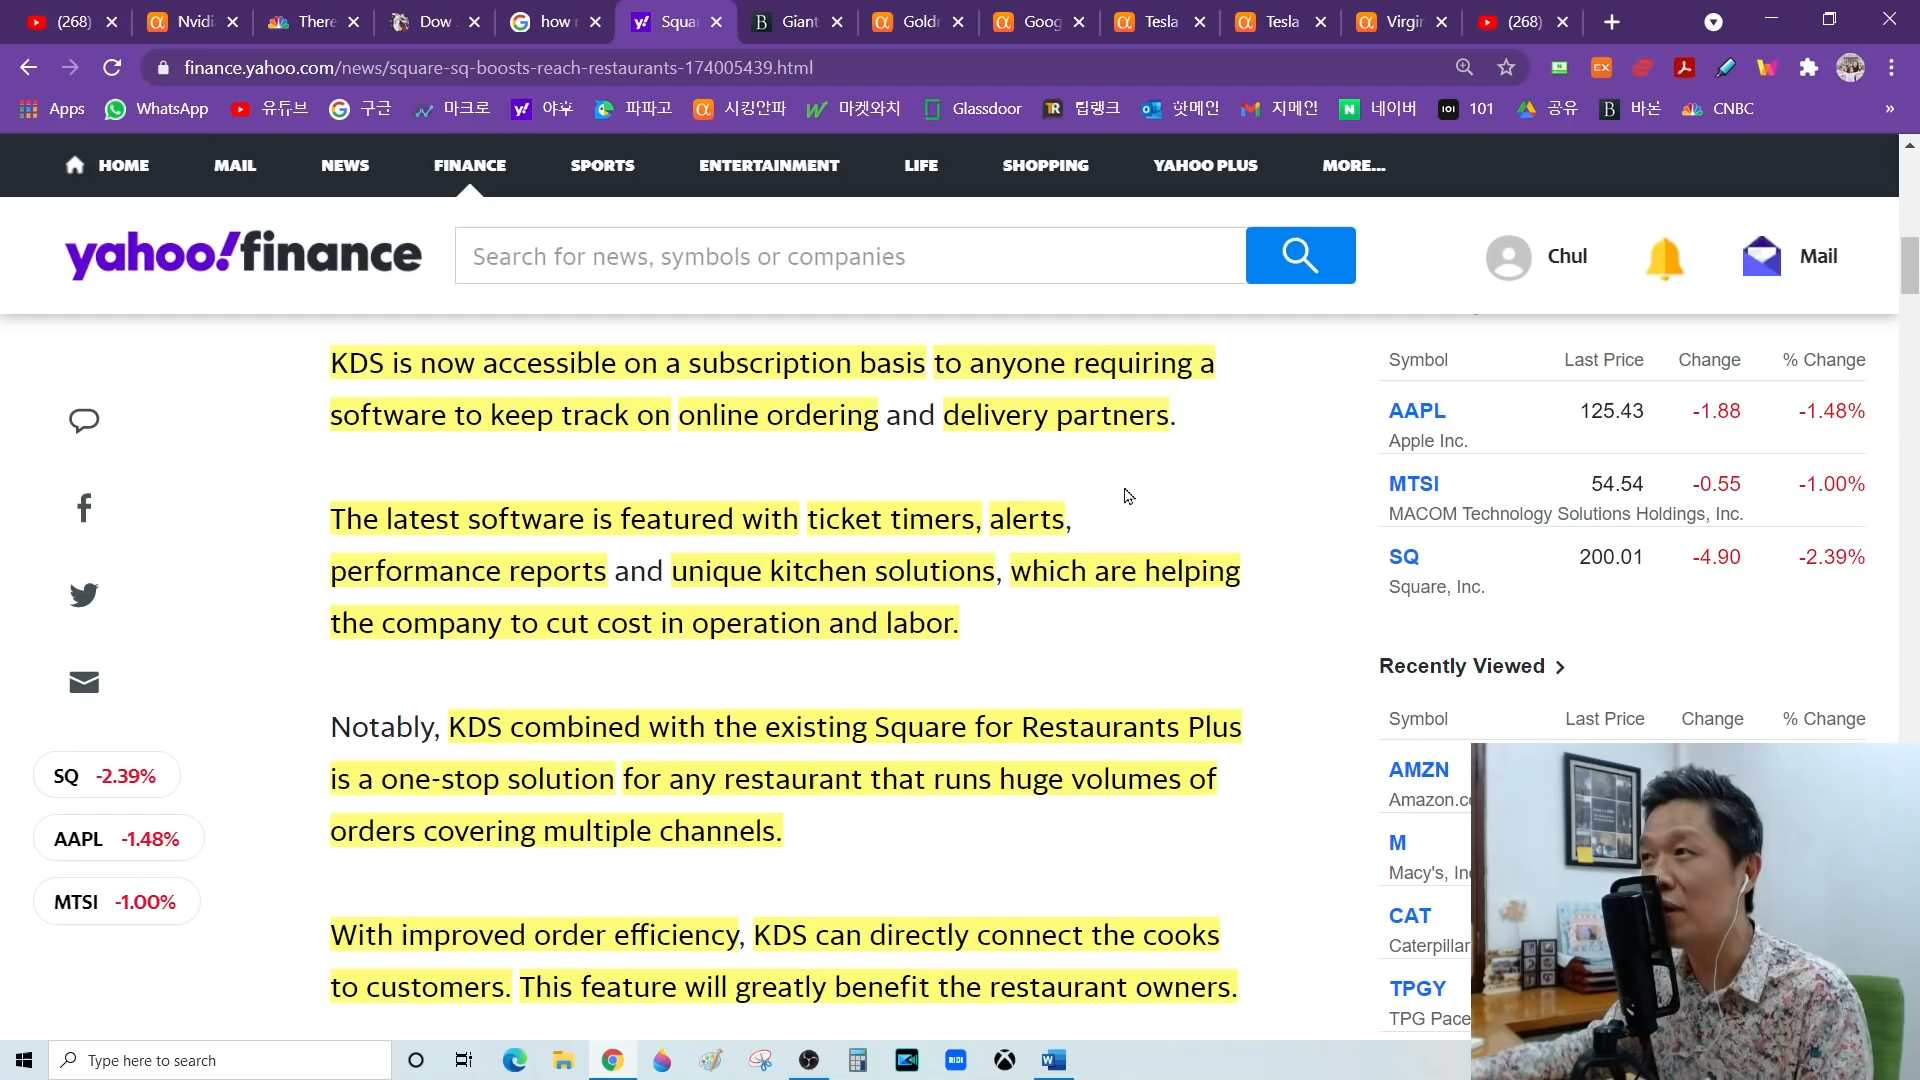 (268)
Nvidi
There
Dow
how r
Squar
Giant
Goldr
Goog
Tesla
Tesla
Virgin
(268)
finance.yahoo.com/news/square-sq-boosts-reach-restaurants-174005439.html
Apps
WhatsApp
유튜브
구글
마크로
야후
파파고
시킹알파
마켓와치
Glassdoor
팁랭크
핫메일
지메일
네이버
101
공유
바론
CNBC
HOME MAIL NEWS FINANCE SPORTS ENTERTAINMENT LIFE SHOPPING YAHOO PLUS MORE...
yahoo!finance
Search for news, symbols or companies
Chul
Mail
KDS is now accessible on a subscription basis to anyone requiring a
software to keep track on online ordering and delivery partners.
The latest software is featured with ticket timers, alerts,
performance reports and unique kitchen solutions, which are helping
the company to cut cost in operation and labor.
Notably, KDS combined with the existing Square for Restaurants Plus
is a one-stop solution for any restaurant that runs huge volumes of
orders covering multiple channels.
With improved order efficiency, KDS can directly connect the cooks
to customers. This feature will greatly benefit the restaurant owners.
SQ -2.39%
AAPL -1.48%
MTSI -1.00%
Symbol Last Price Change % Change
AAPL 125.43 -1.88 -1.48%
Apple Inc.
MTSI 54.54 -0.55 -1.00%
MACOM Technology Solutions Holdings, Inc.
SQ 200.01 -4.90 -2.39%
Square, Inc.
Recently Viewed
Symbol Last Price Change % Change
AMZN
Amazon.co
M
Macy's, Inc
CAT
Caterpillar
TPGY
TPG Pace
Type here to search
RIDI